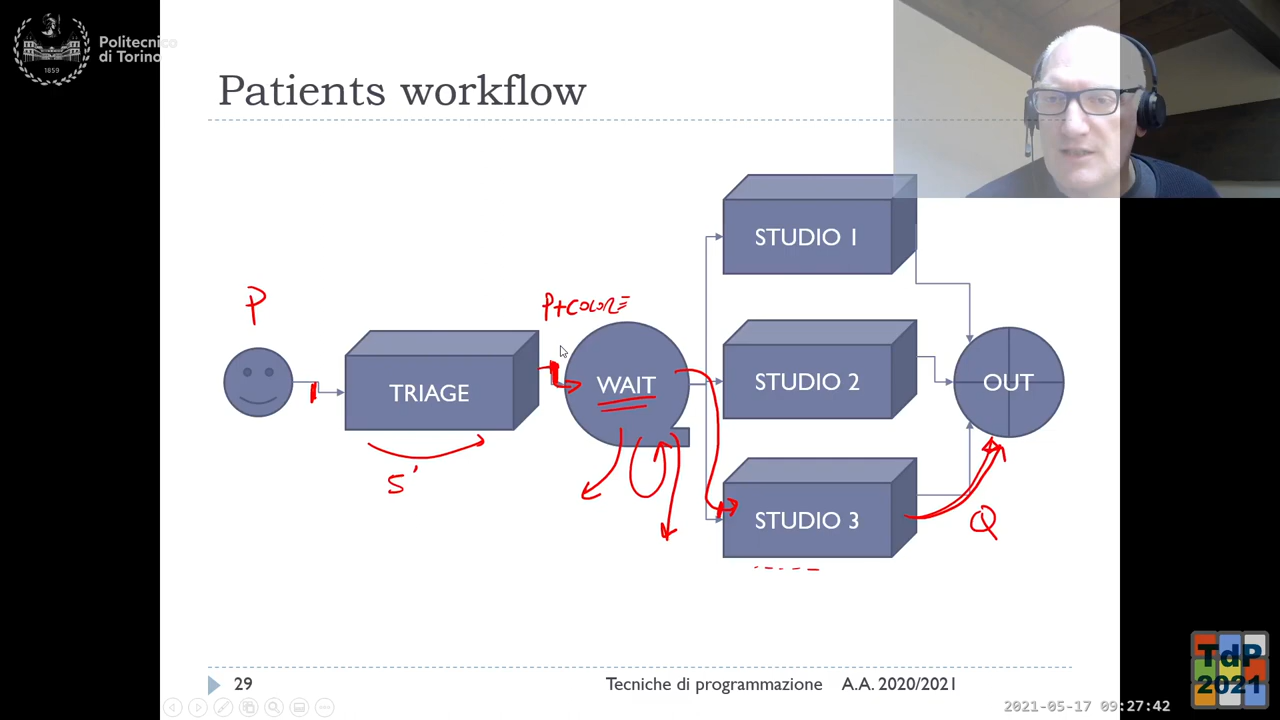 Politecnico
di Torino
1859
Patients workflow
STUDIO 1
P
P+COLORE
TRIAGE
WAIT
STUDIO 2
OUT
5'
STUDIO 3
Q
29
Tecniche di programmazione A.A. 2020/2021
TdP
2021
2021-05-17 09:27:42